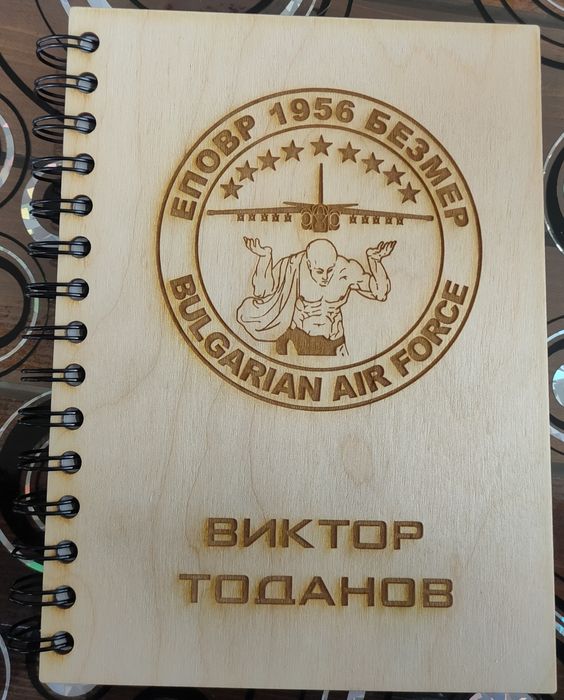 ЕПОВР 1956 БЕЗМЕР
BULGARIAN AIR FORCE
ВИКТОР
ТОДАНОВ